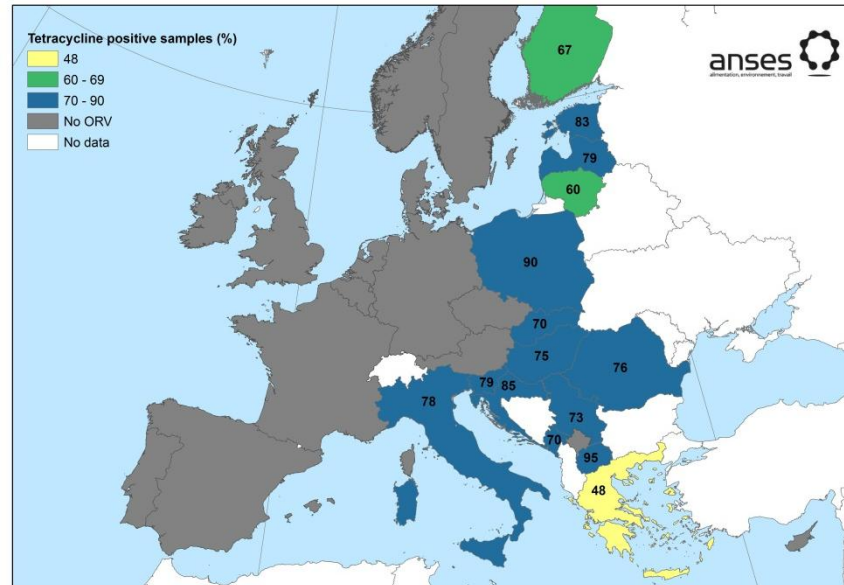 Tetracycline positive samples (%)
48
60 - 69
70 - 90
No ORV
No data
anses
alimentation, environnement, travail
67
83
79
60
90
70
75
76
79
85
78
73
70
95
48